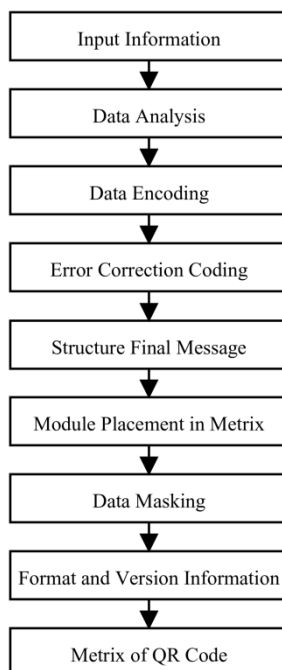 Input Information
Data Analysis
Data Encoding
Error Correction Coding
Structure Final Message
Module Placement in Metrix
Data Masking
Format and Version Information
Metrix of QR Code